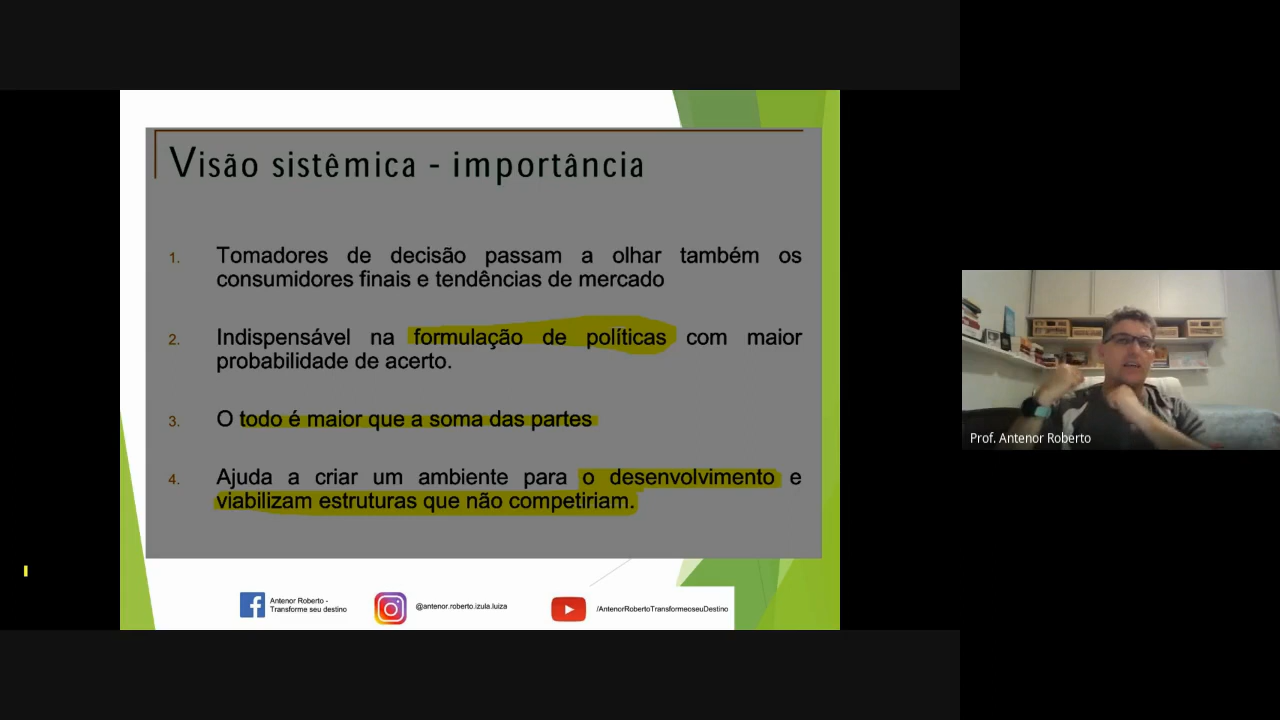 Visão sistêmica - importância
1. Tomadores de decisão passam a olhar também os
consumidores finais e tendências de mercado
2. Indispensável na formulação de políticas com maior
probabilidade de acerto.
3. O todo é maior que a soma das partes
4. Ajuda a criar um ambiente para o desenvolvimento e
viabilizam estruturas que não competiriam.
Antenor Roberto -
Transforme seu destino
@antenor.roberto.izula.luiza
/AntenorRobertoTransformeoseuDestino
Prof. Antenor Roberto